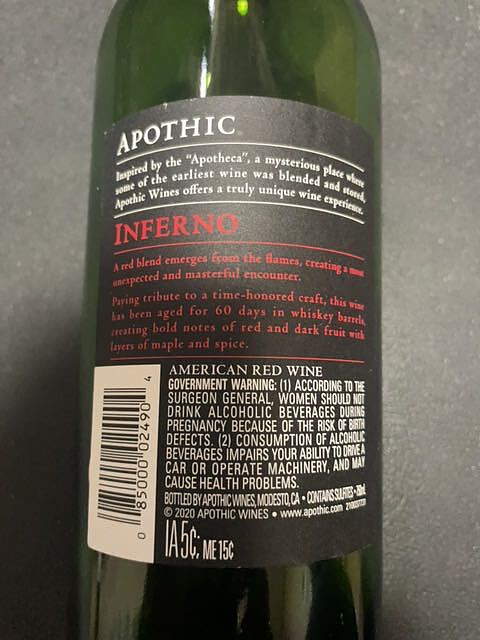 APOTHIC
Inspired by the "Apotheca", a mysterious place where
some of the earliest wine was blended and stored,
Apothic Wines offers a truly unique wine experience.
INFERNO
A red blend emerges from the flames, creating a most
unexpected and masterful encounter.
Paying tribute to a time-honored craft, this wine
has been aged for 60 days in whiskey barrels,
creating bold notes of red and dark fruit with
layers of maple and spice.
AMERICAN RED WINE
GOVERNMENT WARNING: (1) ACCORDING TO THE
SURGEON GENERAL, WOMEN SHOULD NOT
DRINK ALCOHOLIC BEVERAGES DURING
PREGNANCY BECAUSE OF THE RISK OF BIRTH
DEFECTS. (2) CONSUMPTION OF ALCOHOLIC
BEVERAGES IMPAIRS YOUR ABILITY TO DRIVE A
CAR OR OPERATE MACHINERY, AND MAY
CAUSE HEALTH PROBLEMS.
BOTTLED BY APOTHIC WINES, MODESTO, CA • CONTAINS SULFITES • 750mL
© 2020 APOTHIC WINES • www.apothic.com
IA 5¢, ME 15¢
0 85000 02490 4